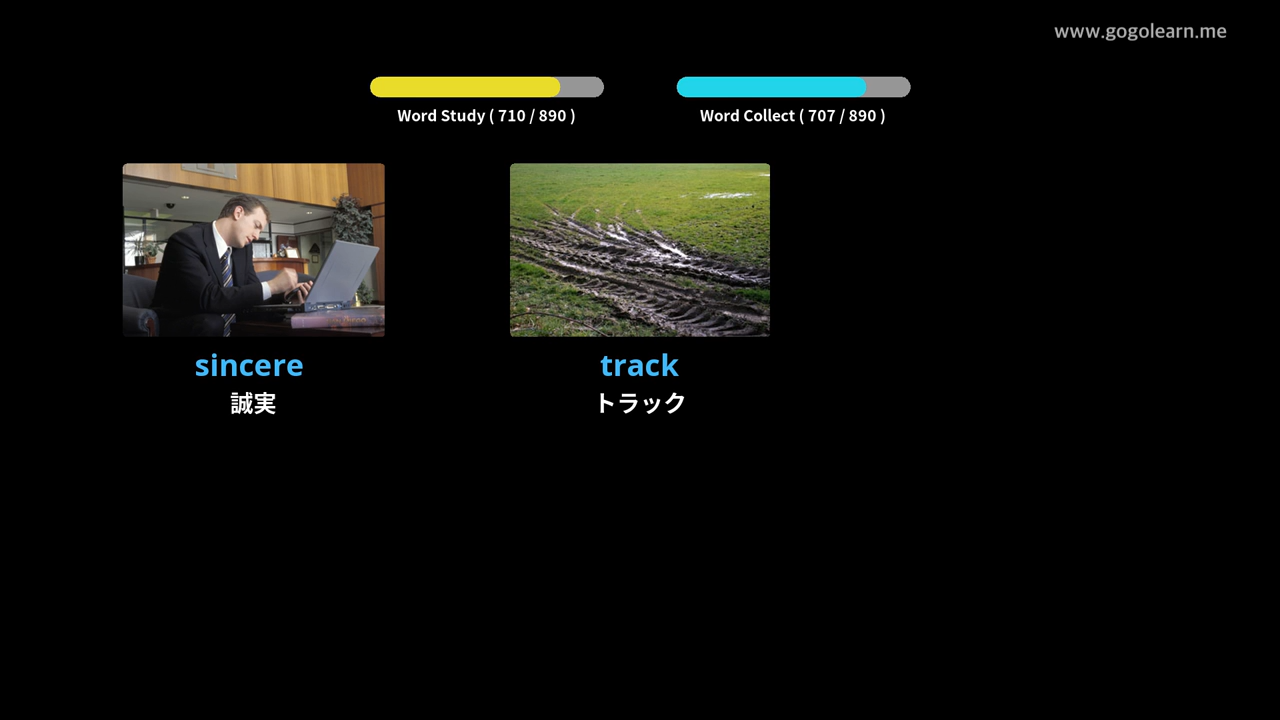 www.gogolearn.me
Word Study ( 710 / 890 )
Word Collect ( 707 / 890 )
sincere
誠実
track
トラック